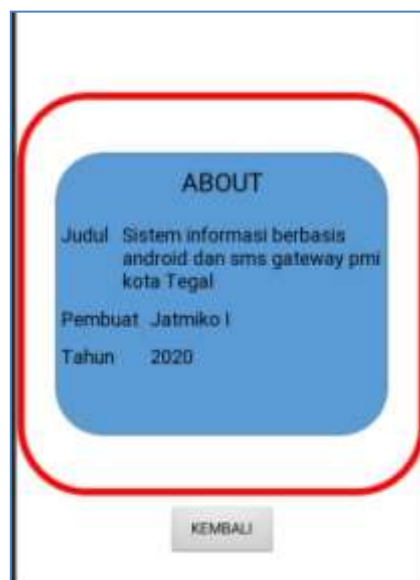 ABOUT
Judul Sistem informasi berbasis
android dan sms gateway pmi
kota Tegal
Pembuat Jatmiko I
Tahun 2020
KEMBALI